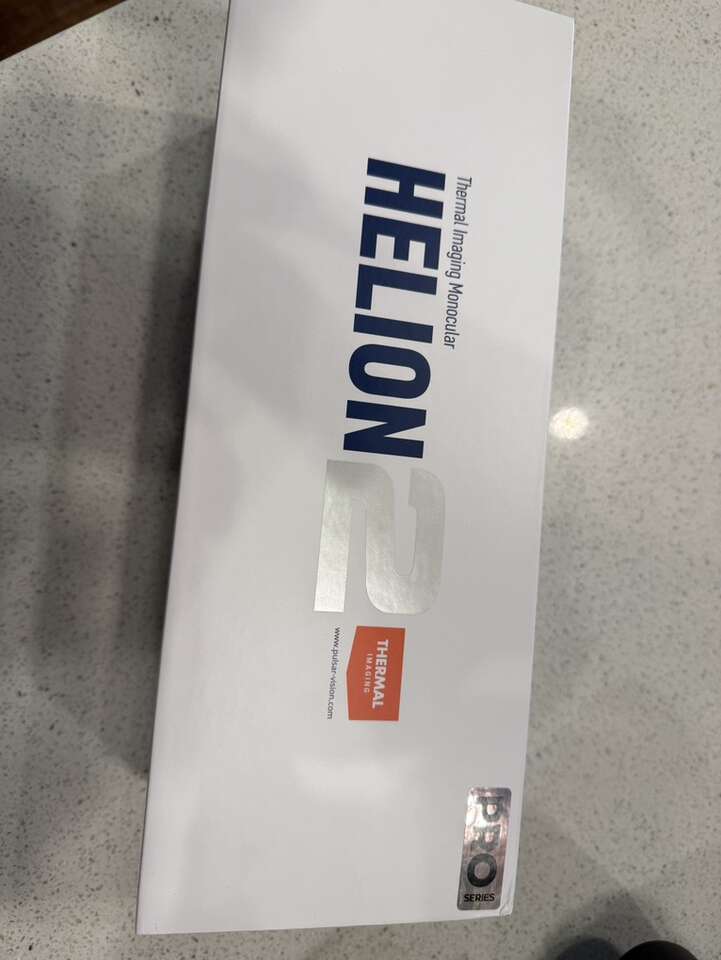 Thermal Imaging Monocular
HELION 2
THERMAL
IMAGING
www.pulsar-vision.com
PRO
SERIES